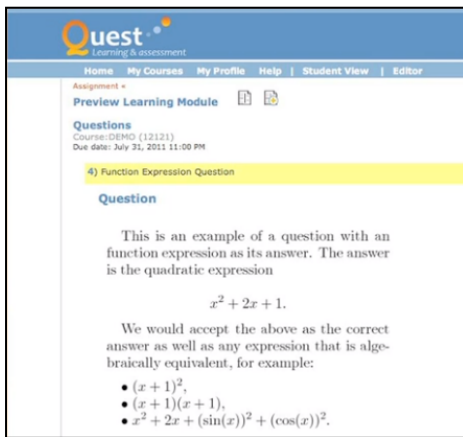 Quest
Learning & assessment
Home My Courses My Profile Help | Student View | Editor
Assignment »
Preview Learning Module
Questions
Course:DEMO (12121)
Due date: July 31, 2011 11:00 PM
4) Function Expression Question
Question
This is an example of a question with an
function expression as its answer. The answer
is the quadratic expression
x² + 2x + 1.
We would accept the above as the correct
answer as well as any expression that is alge-
braically equivalent, for example:
• (x + 1)²,
• (x + 1)(x + 1),
• x² + 2x + (sin(x))² + (cos(x))².